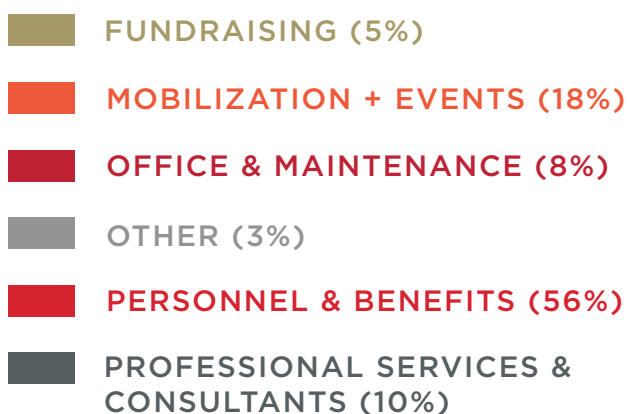 FUNDRAISING (5%)
MOBILIZATION + EVENTS (18%)
OFFICE & MAINTENANCE (8%)
OTHER (3%)
PERSONNEL & BENEFITS (56%)
PROFESSIONAL SERVICES &
CONSULTANTS (10%)